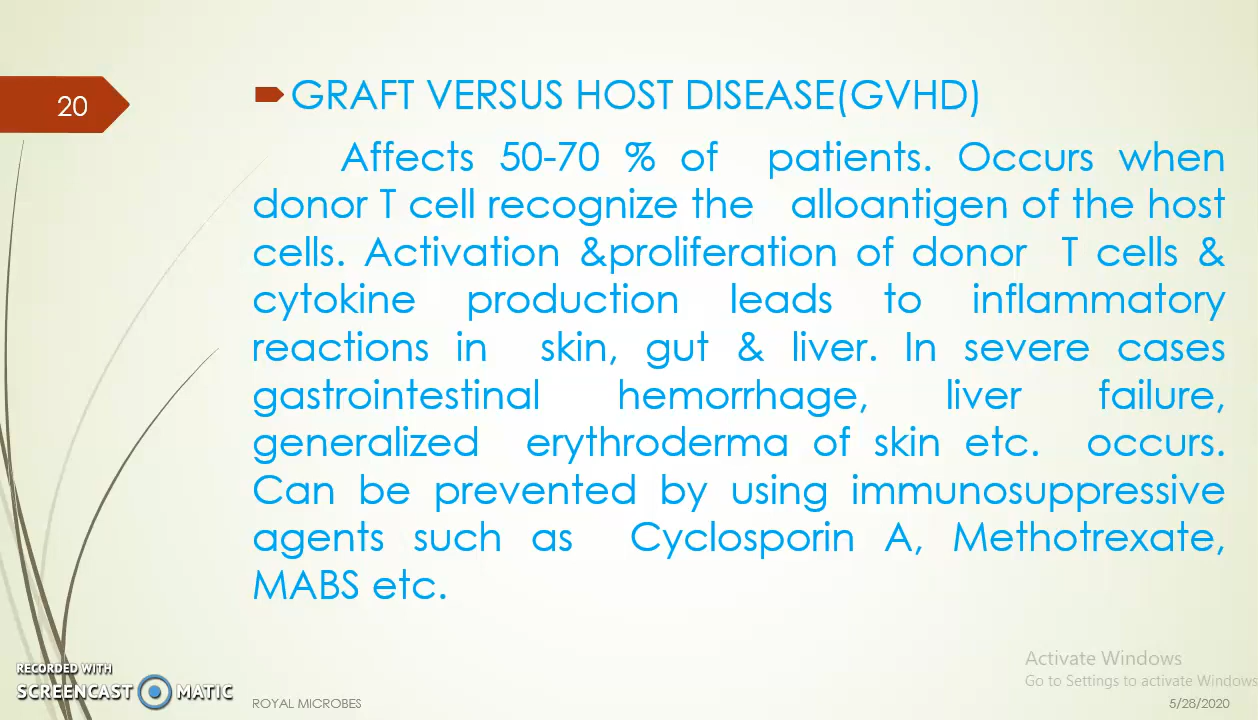 20
GRAFT VERSUS HOST DISEASE(GVHD)
Affects 50-70 % of patients. Occurs when
donor T cell recognize the alloantigen of the host
cells. Activation &proliferation of donor T cells &
cytokine production leads to inflammatory
reactions in skin, gut & liver. In severe cases
gastrointestinal hemorrhage, liver failure,
generalized erythroderma of skin etc. occurs.
Can be prevented by using immunosuppressive
agents such as Cyclosporin A, Methotrexate,
MABS etc.
Activate Windows
Go to Settings to activate Windows
RECORDED WITH
SCREENCAST MATIC
ROYAL MICROBES
5/28/2020